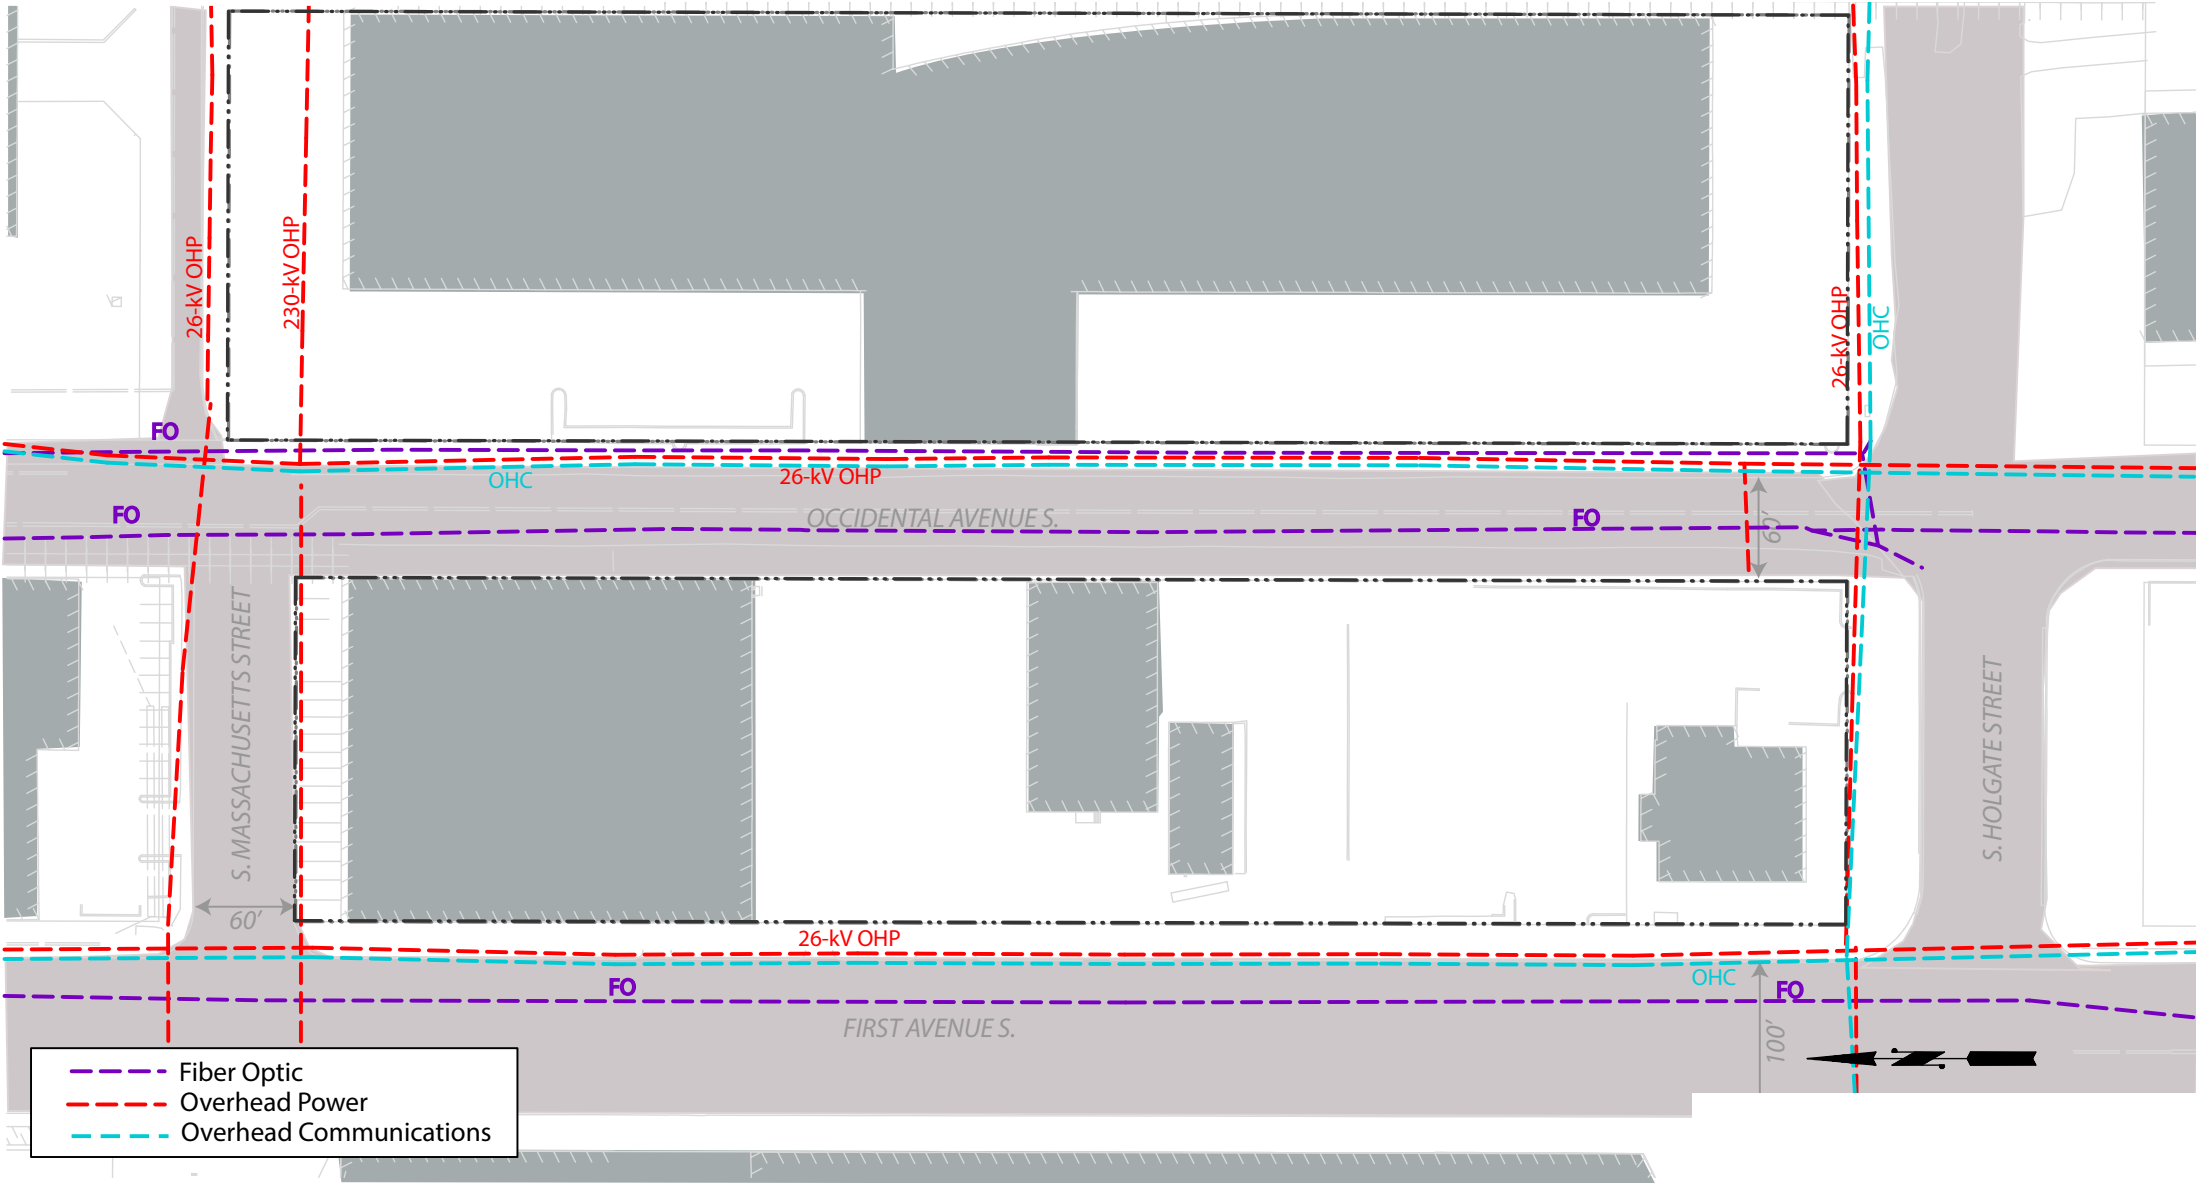 26-kV OHP
230-kV OHP
26-kV OHP
OHC
FO
OHC
26-kV OHP
FO
OCCIDENTAL AVENUE S.
FO
60'
S. MASSACHUSETTS STREET
S. HOLGATE STREET
60'
26-kV OHP
OHC
FO
FO
FIRST AVENUE S.
100'
Fiber Optic
Overhead Power
Overhead Communications